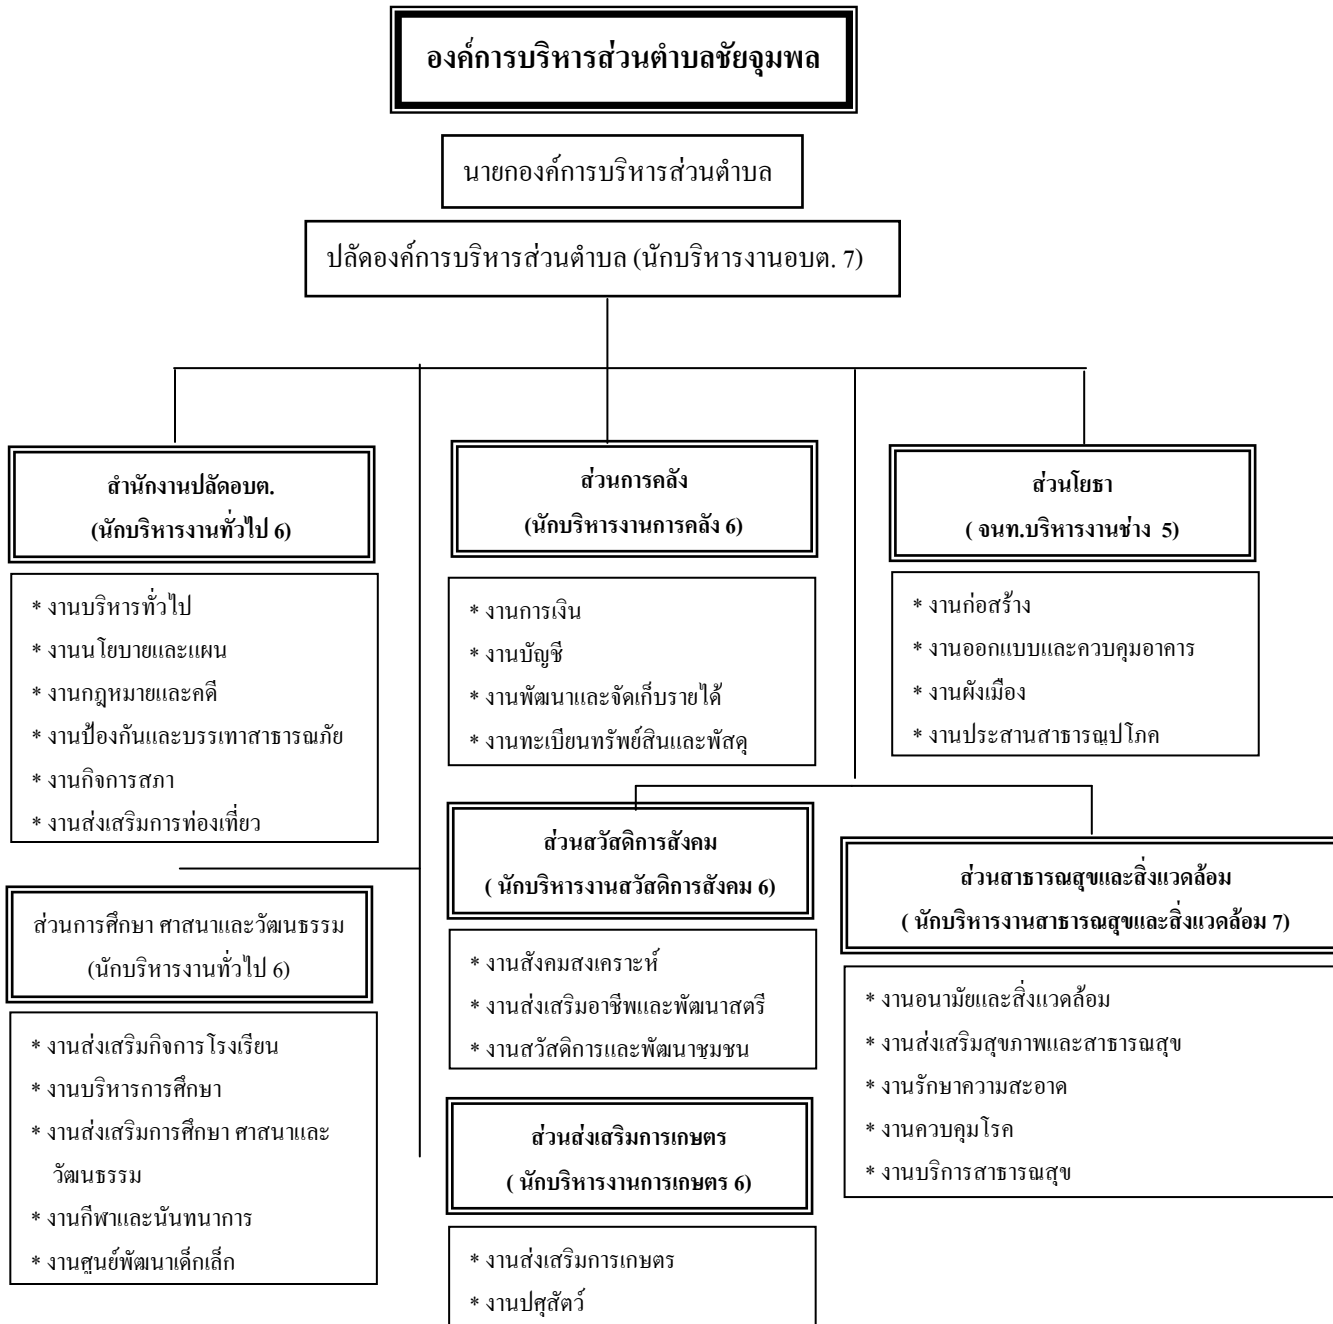 องค์การบริหารส่วนตำบลชัยจุมพล
นายกองค์การบริหารส่วนตำบล
ปลัดองค์การบริหารส่วนตำบล (นักบริหารงานอบต. 7)
สำนักงานปลัดอบต.
(นักบริหารงานทั่วไป 6)
* งานบริหารทั่วไป
* งานนโยบายและแผน
* งานกฎหมายและคดี
* งานป้องกันและบรรเทาสาธารณภัย
* งานกิจการสภา
* งานส่งเสริมการท่องเที่ยว
ส่วนการคลัง
(นักบริหารงานการคลัง 6)
* งานการเงิน
* งานบัญชี
* งานพัฒนาและจัดเก็บรายได้
* งานทะเบียนทรัพย์สินและพัสดุ
ส่วนโยธา
( จนท.บริหารงานช่าง 5)
* งานก่อสร้าง
* งานออกแบบและควบคุมอาคาร
* งานผังเมือง
* งานประสานสาธารณูปโภค
ส่วนการศึกษา ศาสนาและวัฒนธรรม
(นักบริหารงานทั่วไป 6)
* งานส่งเสริมกิจการโรงเรียน
* งานบริหารการศึกษา
* งานส่งเสริมการศึกษา ศาสนาและ
วัฒนธรรม
* งานกีฬาและนันทนาการ
* งานศูนย์พัฒนาเด็กเล็ก
ส่วนสวัสดิการสังคม
( นักบริหารงานสวัสดิการสังคม 6)
* งานสังคมสงเคราะห์
* งานส่งเสริมอาชีพและพัฒนาสตรี
* งานสวัสดิการและพัฒนาชุมชน
ส่วนส่งเสริมการเกษตร
( นักบริหารงานการเกษตร 6)
* งานส่งเสริมการเกษตร
* งานปศุสัตว์
ส่วนสาธารณสุขและสิ่งแวดล้อม
( นักบริหารงานสาธารณสุขและสิ่งแวดล้อม 7)
* งานอนามัยและสิ่งแวดล้อม
* งานส่งเสริมสุขภาพและสาธารณสุข
* งานรักษาความสะอาด
* งานควบคุมโรค
* งานบริการสาธารณสุข